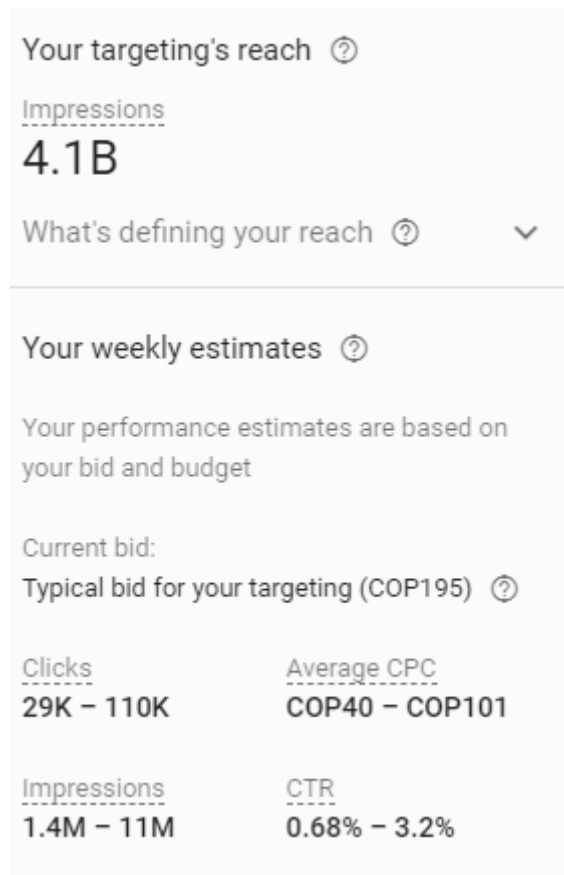 Your targeting's reach
Impressions
4.1B
What's defining your reach
Your weekly estimates
Your performance estimates are based on
your bid and budget
Current bid:
Typical bid for your targeting (COP195)
Clicks Average CPC
29K – 110K COP40 – COP101
Impressions CTR
1.4M – 11M 0.68% – 3.2%